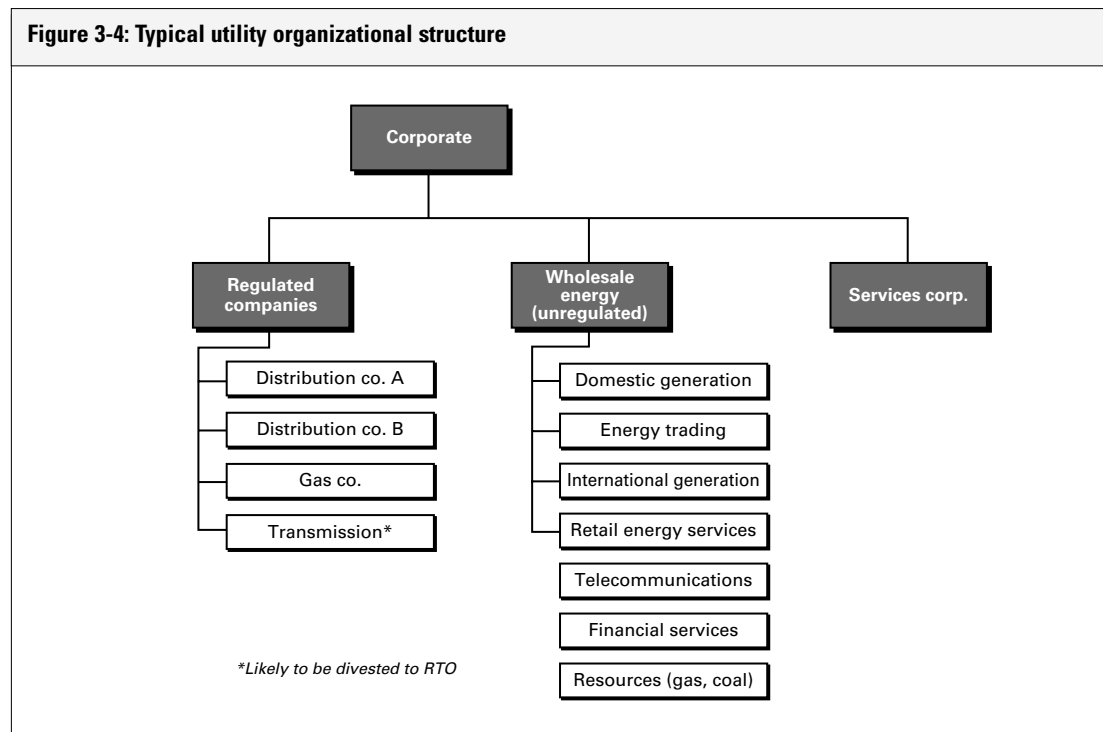 Figure 3-4: Typical utility organizational structure
Corporate
Regulated
companies
Wholesale
energy
(unregulated)
Services corp.
Distribution co. A
Distribution co. B
Gas co.
Transmission*
Domestic generation
Energy trading
International generation
Retail energy services
Telecommunications
Financial services
Resources (gas, coal)
*Likely to be divested to RTO